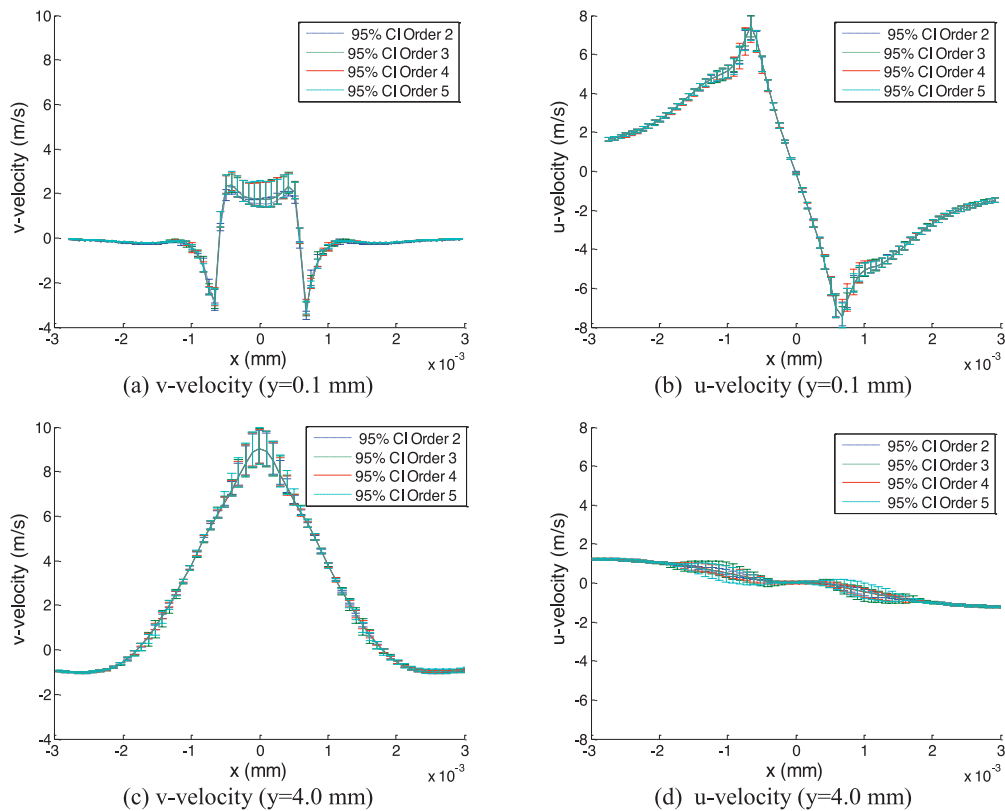 10
8
6
4
2
0
-2
-4
-3
-2
-1
0
1
2
3
v-velocity (m/s)
x (mm)
x 10⁻³
95% CI Order 2
95% CI Order 3
95% CI Order 4
95% CI Order 5
(a) v-velocity (y=0.1 mm)
8
6
4
2
0
-2
-4
-6
-8
-3
-2
-1
0
1
2
3
u-velocity (m/s)
x (mm)
x 10⁻³
95% CI Order 2
95% CI Order 3
95% CI Order 4
95% CI Order 5
(b) u-velocity (y=0.1 mm)
10
8
6
4
2
0
-2
-4
-3
-2
-1
0
1
2
3
v-velocity (m/s)
x (mm)
x 10⁻³
95% CI Order 2
95% CI Order 3
95% CI Order 4
95% CI Order 5
(c) v-velocity (y=4.0 mm)
8
6
4
2
0
-2
-4
-6
-8
-3
-2
-1
0
1
2
3
u-velocity (m/s)
x (mm)
x 10⁻³
95% CI Order 2
95% CI Order 3
95% CI Order 4
95% CI Order 5
(d) u-velocity (y=4.0 mm)